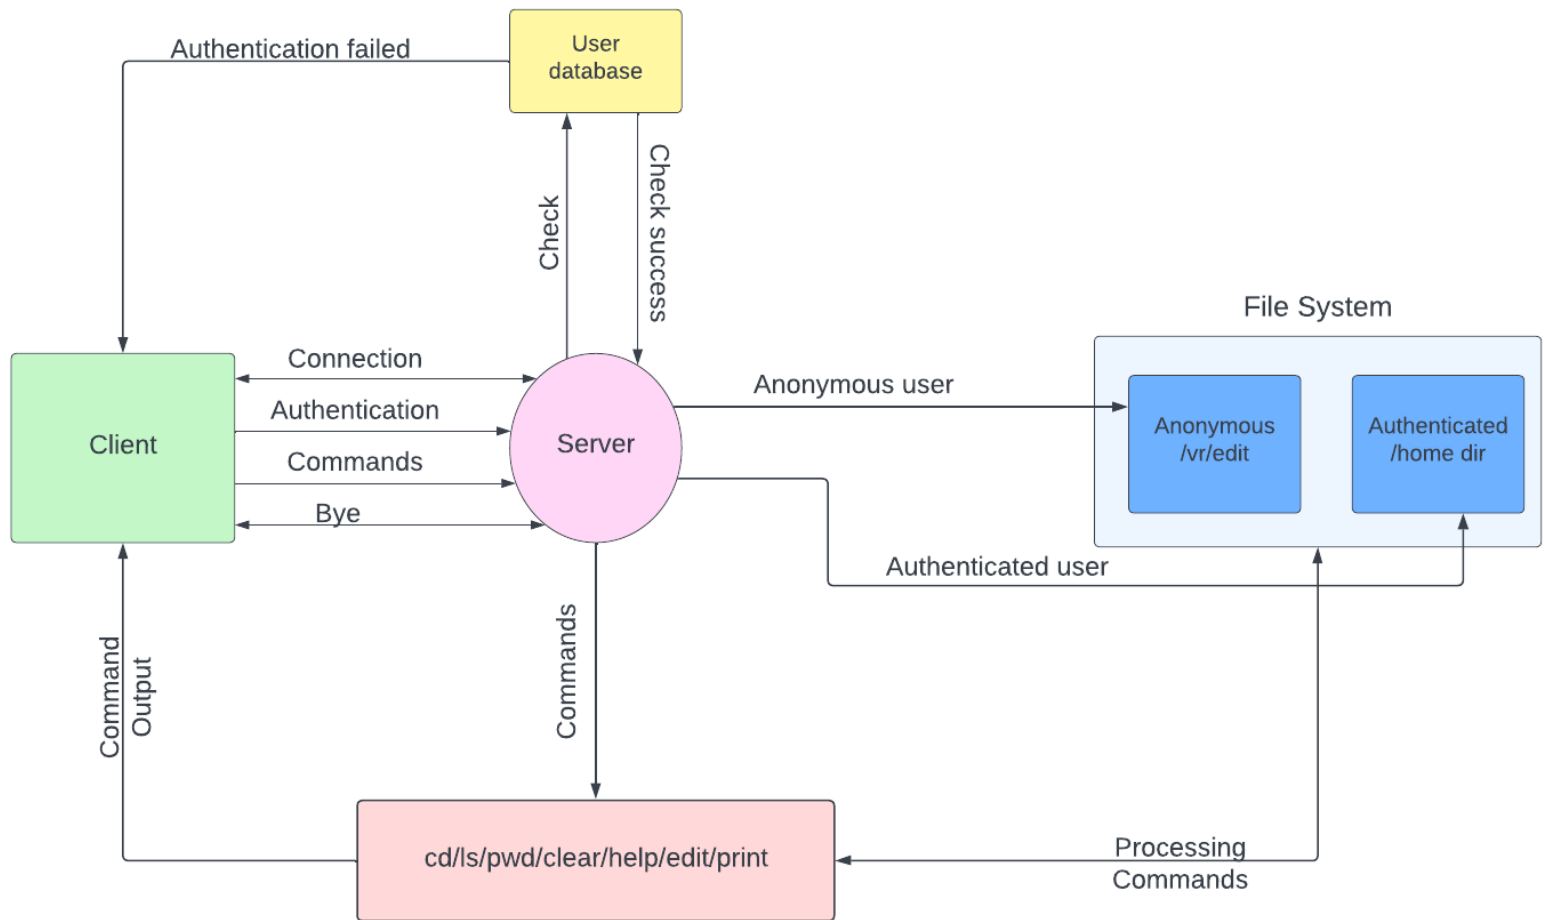 User
database
Authentication failed
Check
Check success
File System
Connection
Authentication
Commands
Bye
Client
Server
Anonymous user
Anonymous
/vr/edit
Authenticated
/home dir
Authenticated user
Command
Output
Commands
cd/ls/pwd/clear/help/edit/print
Processing
Commands